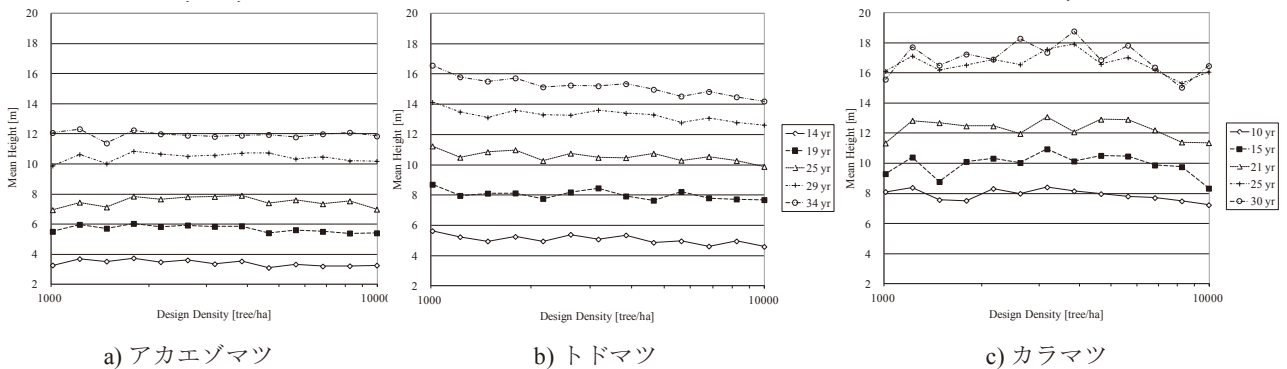 20
18
16
14
12
10
8
6
4
2
Mean Height [m]
1000
10000
Design Density [tree/ha]
a) アカエゾマツ
20
18
16
14
12
10
8
6
4
2
Mean Height [m]
1000
10000
Design Density [tree/ha]
14 yr
19 yr
25 yr
29 yr
34 yr
b) トドマツ
20
18
16
14
12
10
8
6
4
2
Mean Height [m]
1000
10000
Design Density [tree/ha]
10 yr
15 yr
21 yr
25 yr
30 yr
c) カラマツ